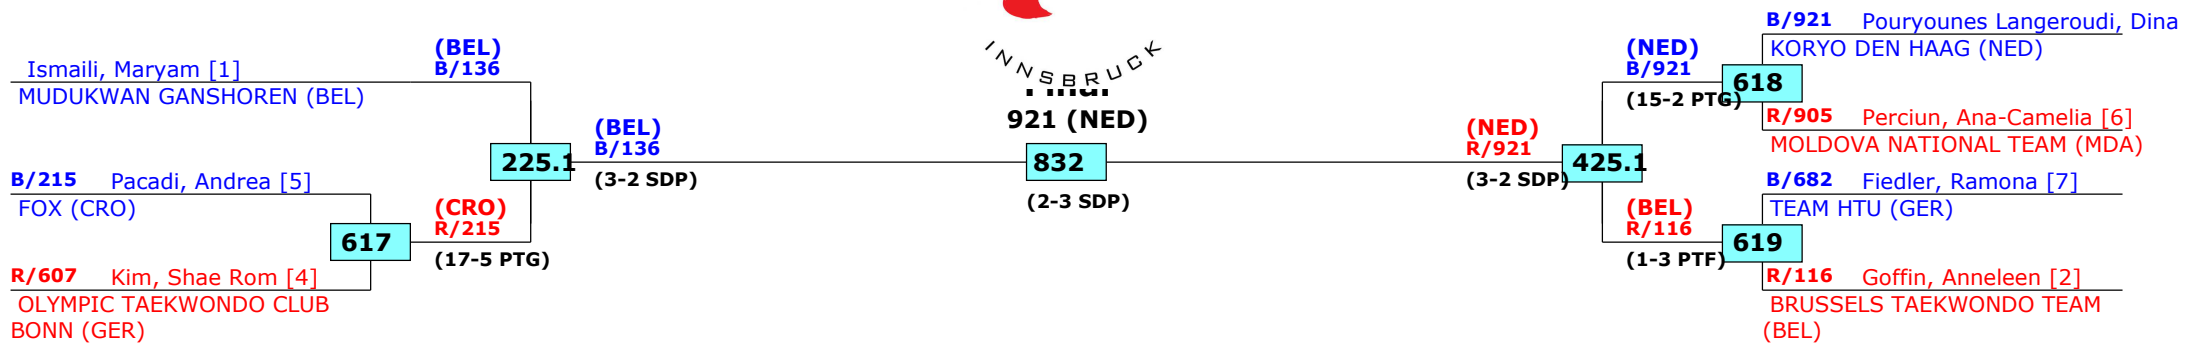 INNSBRUCK
Final
921 (NED)
832
(2-3 SDP)
Ismaili, Maryam [1]
MUDUKWAN GANSHOREN (BEL)
(BEL)
B/136
B/215 Pacadi, Andrea [5]
FOX (CRO)
617
R/607 Kim, Shae Rom [4]
OLYMPIC TAEKWONDO CLUB
BONN (GER)
(CRO)
R/215
(17-5 PTG)
225.1
(BEL)
B/136
(3-2 SDP)
(NED)
R/921
(3-2 SDP)
425.1
(NED)
B/921
(15-2 PTG)
618
B/921 Pouryounes Langeroudi, Dina
KORYO DEN HAAG (NED)
R/905 Perciun, Ana-Camelia [6]
MOLDOVA NATIONAL TEAM (MDA)
(BEL)
R/116
(1-3 PTF)
619
B/682 Fiedler, Ramona [7]
TEAM HTU (GER)
R/116 Goffin, Anneleen [2]
BRUSSELS TAEKWONDO TEAM
(BEL)